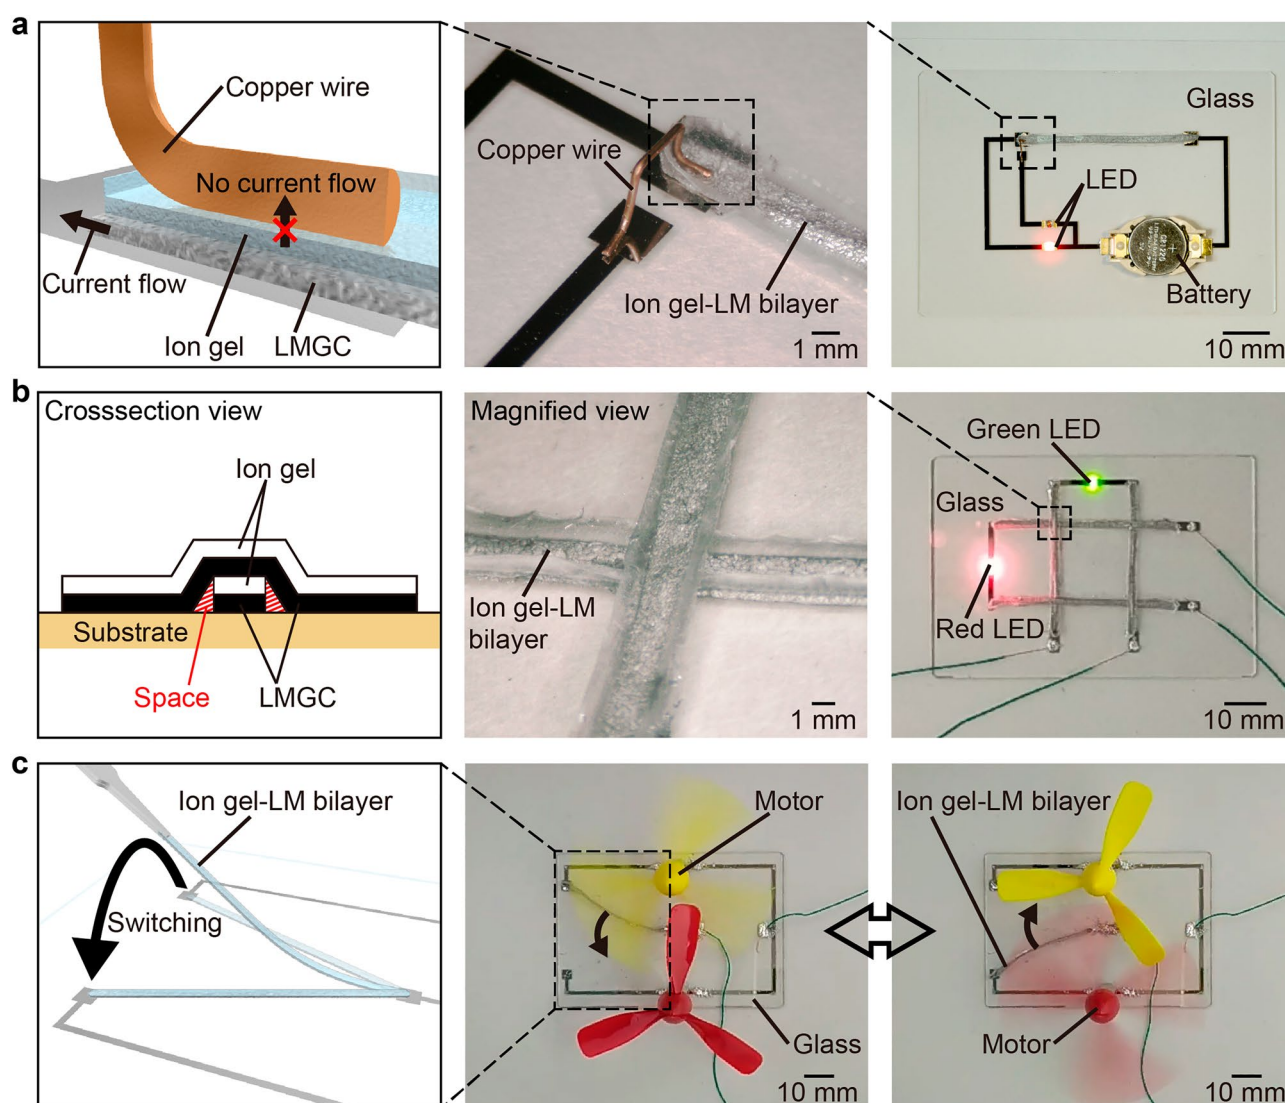 a
Copper wire
No current flow
Current flow
Ion gel
LMGC
Copper wire
Ion gel-LM bilayer
1 mm
Glass
LED
CR1220
Battery
10 mm
b
Crosssection view
Ion gel
Substrate
Space
LMGC
Magnified view
Ion gel-LM
bilayer
1 mm
Green LED
Glass
Red LED
10 mm
c
Ion gel-LM bilayer
Switching
Motor
Glass
10 mm
Ion gel-LM bilayer
Motor
10 mm